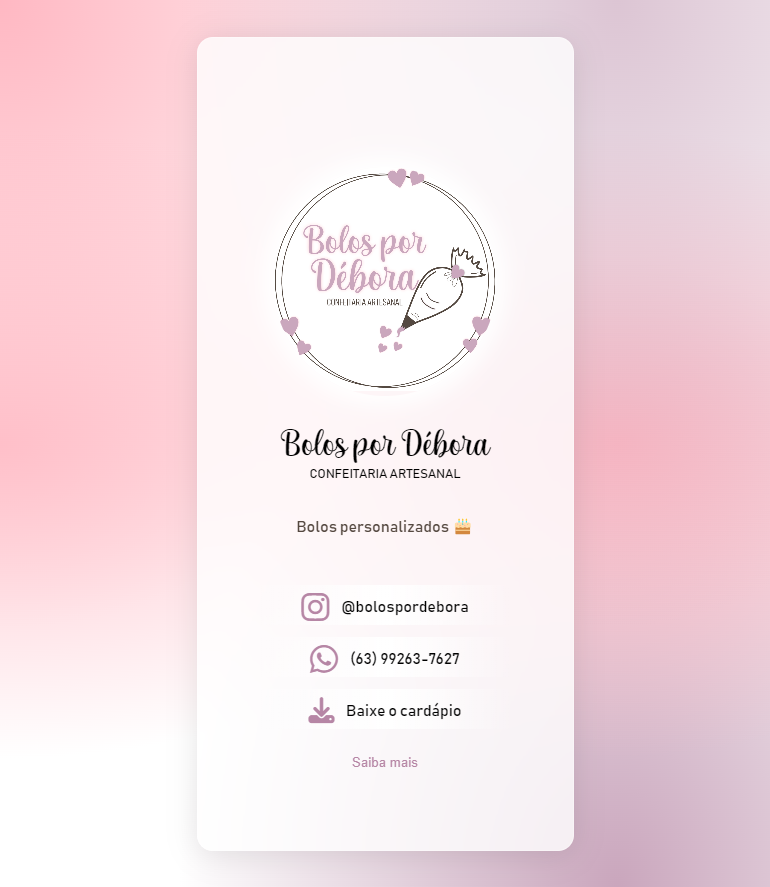 Bolos por
Débora
CONFEITARIA ARTESANAL
Bolos por Débora
CONFEITARIA ARTESANAL
Bolos personalizados 🎂
@bolospordebora
(63) 99263-7627
Baixe o cardápio
Saiba mais